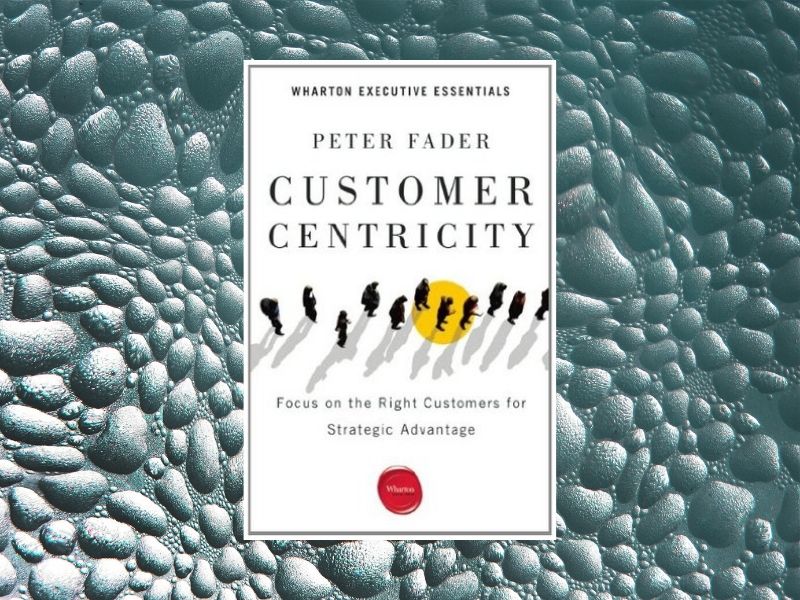 WHARTON EXECUTIVE ESSENTIALS
PETER FADER
CUSTOMER
CENTRICITY
Focus on the Right Customers for
Strategic Advantage
Wharton